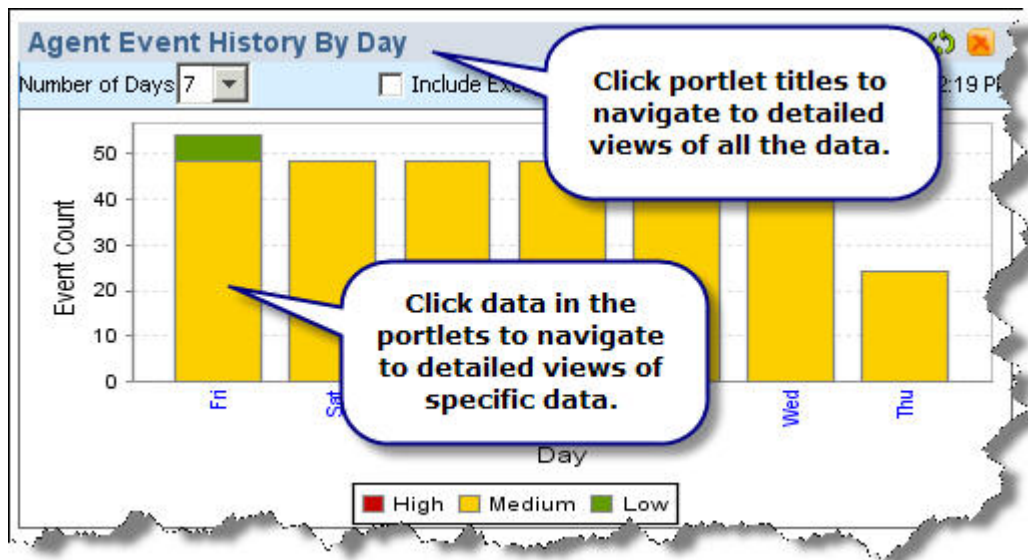 Agent Event History By Day
Click portlet titles to
navigate to detailed
views of all the data.
Number of Days 7
Include
2:19
50
40
30
20
10
0
Event Count
Click data in the
portlets to navigate
to detailed views of
specific data.
Fri
Sat
Wed
Thu
Day
High Medium Low